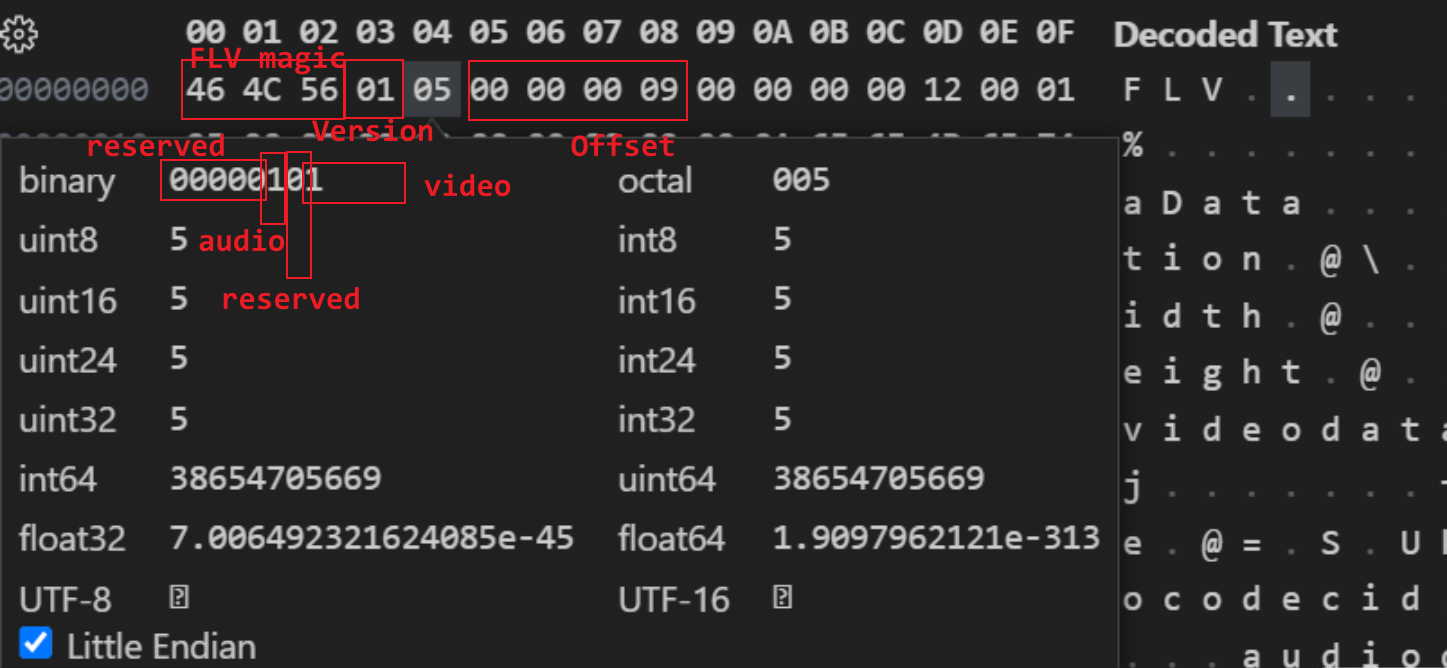 00 01 02 03 04 05 06 07 08 09 0A 0B 0C 0D 0E 0F Decoded Text
FLV magic
00000000 46 4C 56 01 05 00 00 00 09 00 00 00 00 12 00 01 F L V . . . . .
Version
% . . . . . . .
reserved
Offset
binary 00000101 octal 005
video
a D a t a . . .
uint8 5 int8 5
audio
t i o n . @ \ .
uint16 5 int16 5
reserved
i d t h . @ . .
uint24 5 int24 5
e i g h t . @ .
uint32 5 int32 5
v i d e o d a t a
int64 38654705669 uint64 38654705669
j . . . . . . .
float32 7.006492321624085e-45 float64 1.9097962121e-313
e . @ = . S . U
UTF-8 UTF-16
o c o d e c i d
Little Endian
. . . a u d i o